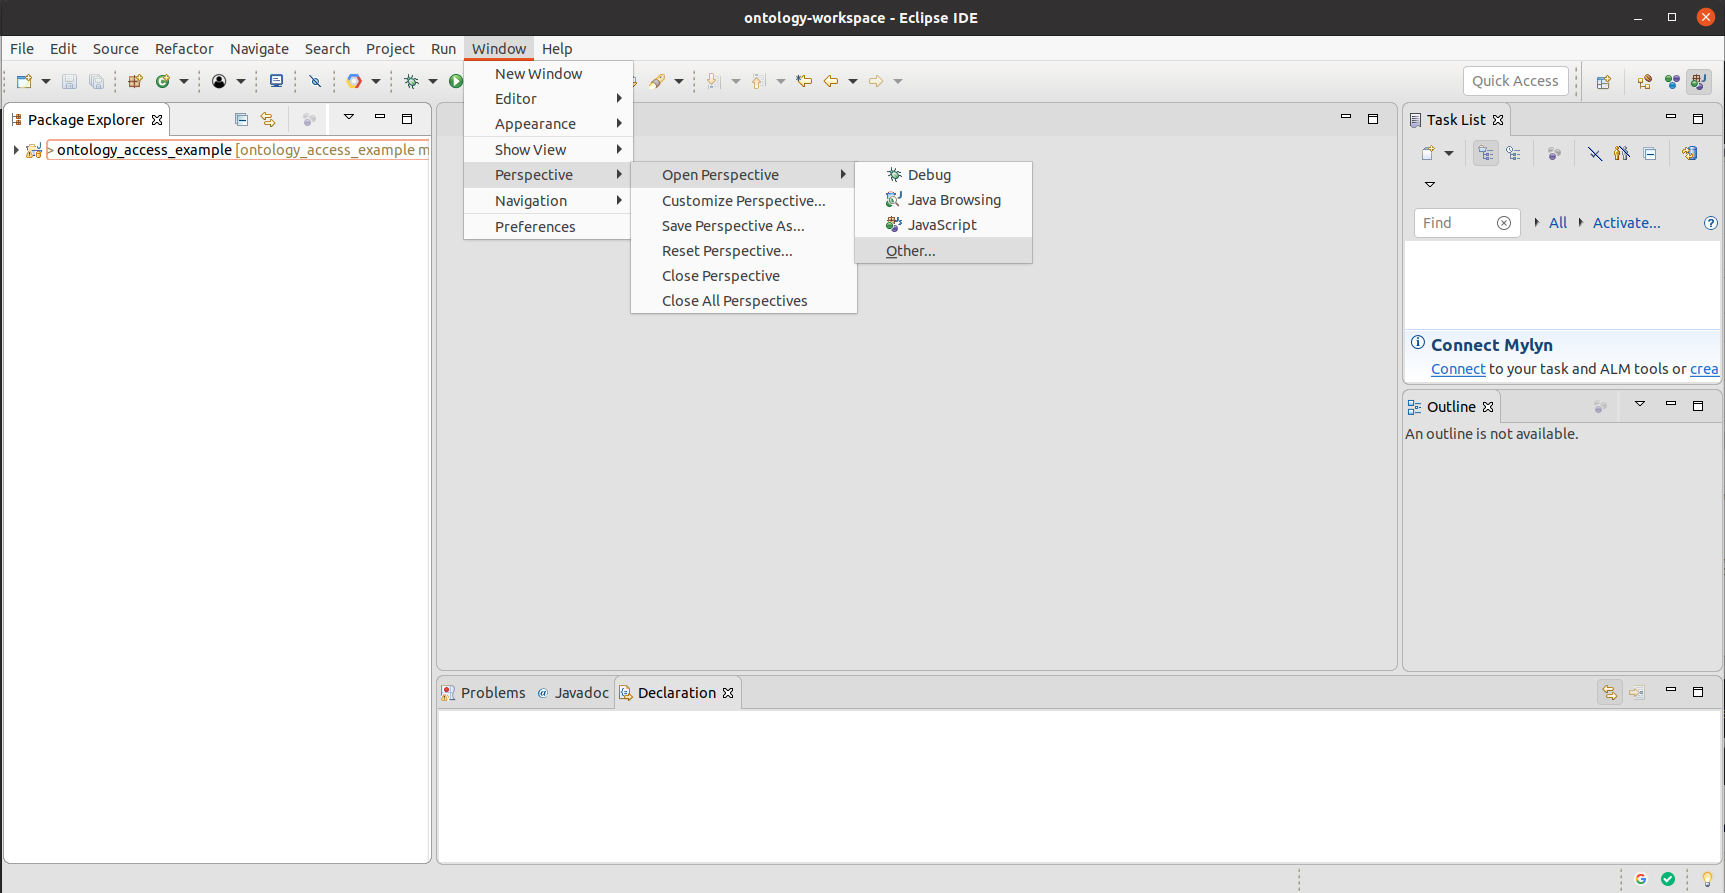 ontology-workspace - Eclipse IDE
File Edit Source Refactor Navigate Search Project Run Window Help
Quick Access
New Window
Editor
Appearance
Show View
Perspective
Navigation
Preferences
Open Perspective
Customize Perspective...
Save Perspective As...
Reset Perspective...
Close Perspective
Close All Perspectives
Debug
Java Browsing
JavaScript
Other...
Package Explorer
> ontology_access_example [ontology_access_example m
Task List
Find All Activate...
Connect Mylyn
Connect to your task and ALM tools or crea
Outline
An outline is not available.
Problems @ Javadoc Declaration